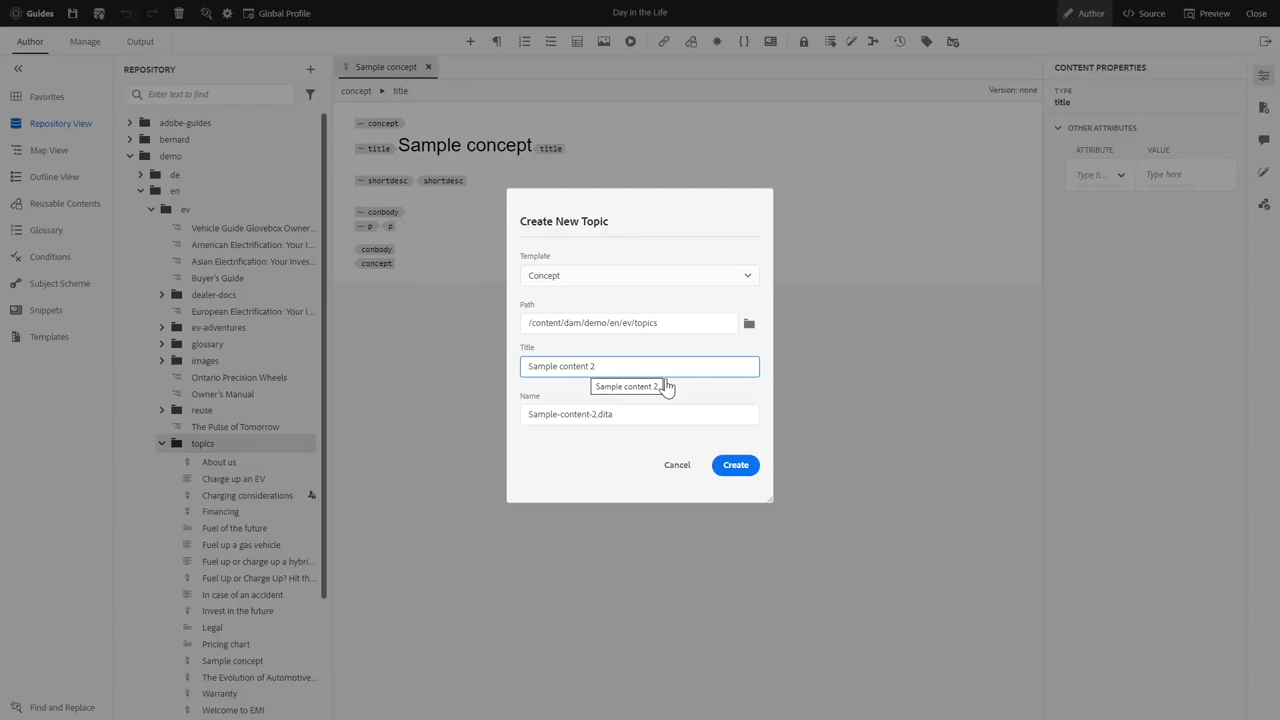 Guides
Global Profile
Day in the Life
Author
Source
Preview
Close
Author
Manage
Output
REPOSITORY
Enter text to find
Favorites
Repository View
Map View
Outline View
Reusable Contents
Glossary
Conditions
Subject Scheme
Snippets
Templates
Find and Replace
adobe-guides
bernard
demo
de
en
ev
Vehicle Guide Glovebox Owner...
American Electrification: Your I...
Asian Electrification: Your Inves...
Buyer's Guide
dealer-docs
European Electrification: Your I...
ev-adventures
glossary
images
Ontario Precision Wheels
Owner's Manual
reuse
The Pulse of Tomorrow
topics
About us
Charge up an EV
Charging considerations
Financing
Fuel of the future
Fuel up a gas vehicle
Fuel up or charge up a hybri...
Fuel Up or Charge Up? Hit th...
In case of an accident
Invest in the future
Legal
Pricing chart
Sample concept
The Evolution of Automotive...
Warranty
Welcome to EMI
Sample concept
concept title
Version: none
concept
title Sample concept title
shortdesc shortdesc
conbody
p p
conbody
concept
Create New Topic
Template
Concept
Path
/content/dam/demo/en/ev/topics
Title
Sample content 2
Sample content 2
Name
Sample-content-2.dita
Cancel
Create
CONTENT PROPERTIES
TYPE
title
OTHER ATTRIBUTES
ATTRIBUTE VALUE
Type h... Type here